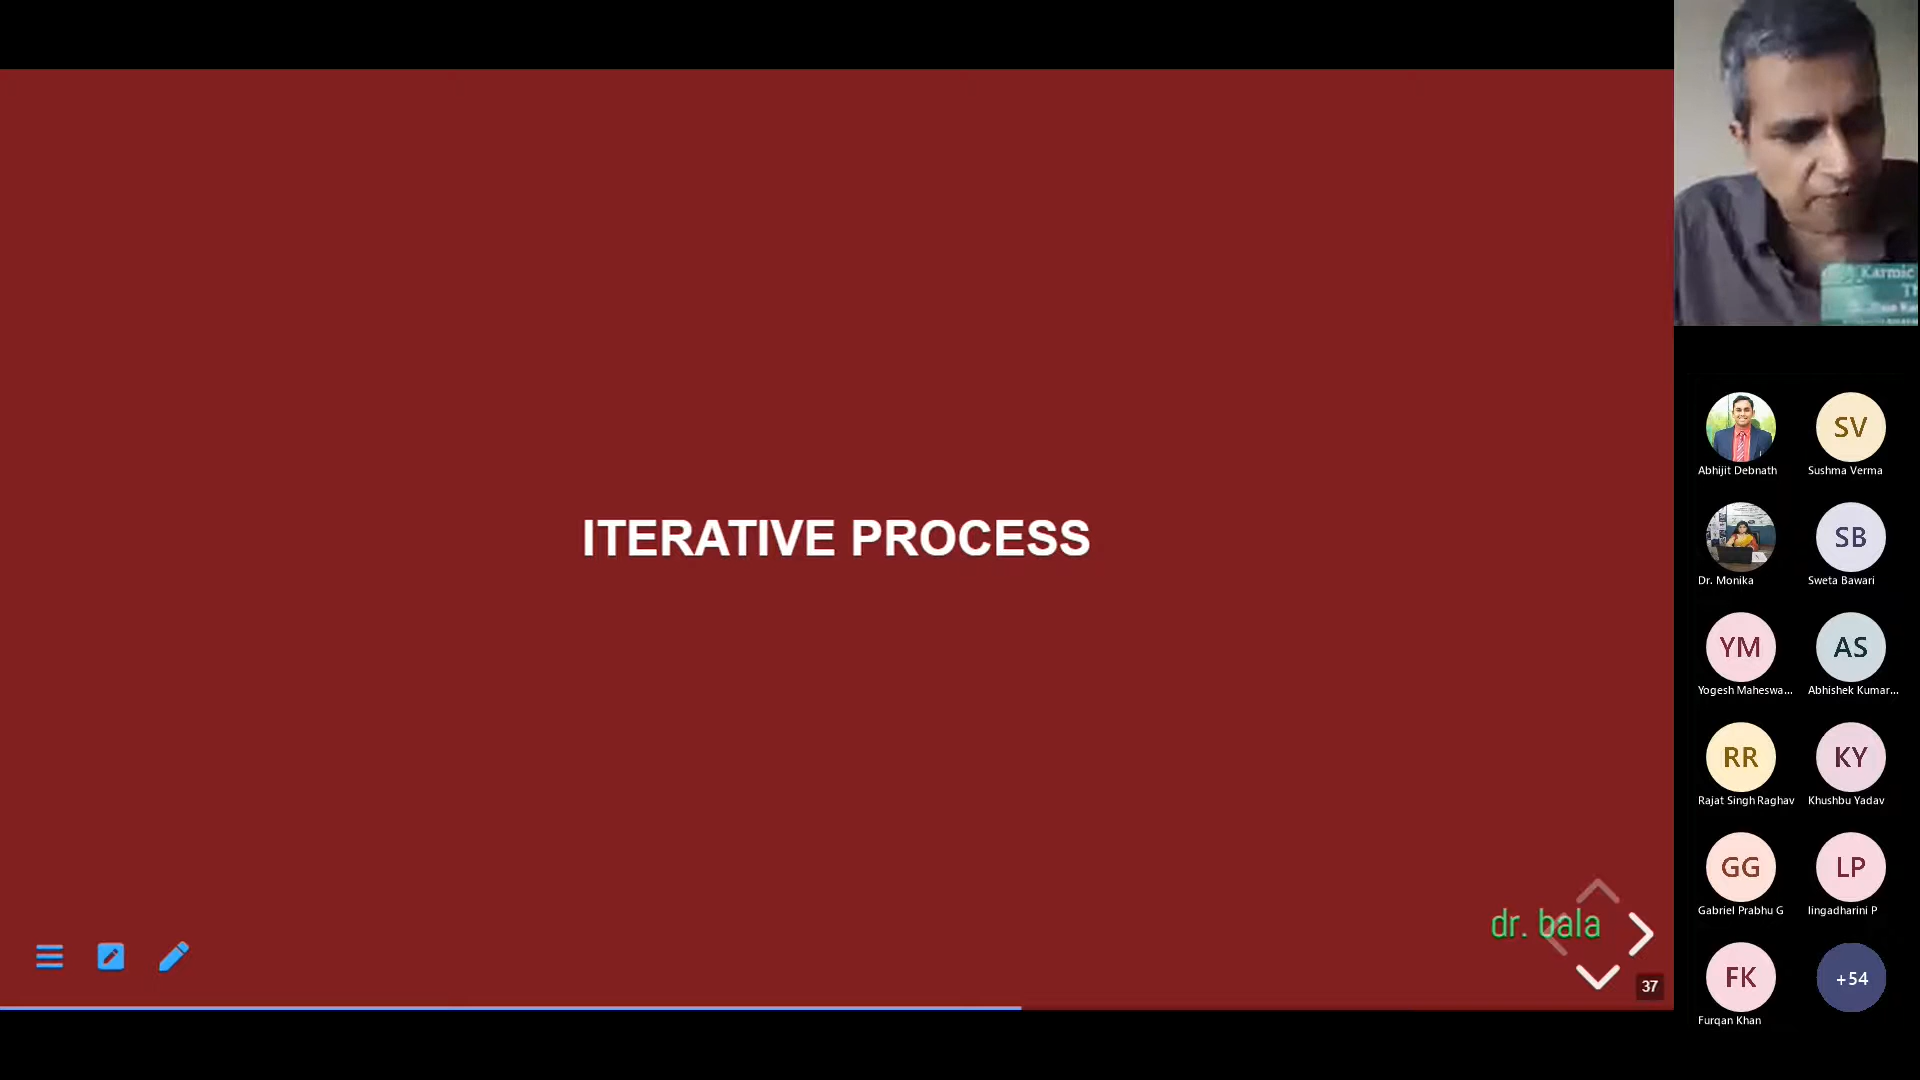 ITERATIVE PROCESS
dr. bala
37
Karmic
SV
Abhijit Debnath
Sushma Verma
SB
Dr. Monika
Sweta Bawari
YM
AS
Yogesh Maheswa...
Abhishek Kumar...
RR
KY
Rajat Singh Raghav
Khushbu Yadav
GG
LP
Gabriel Prabhu G
lingadharini P
FK
+54
Furqan Khan